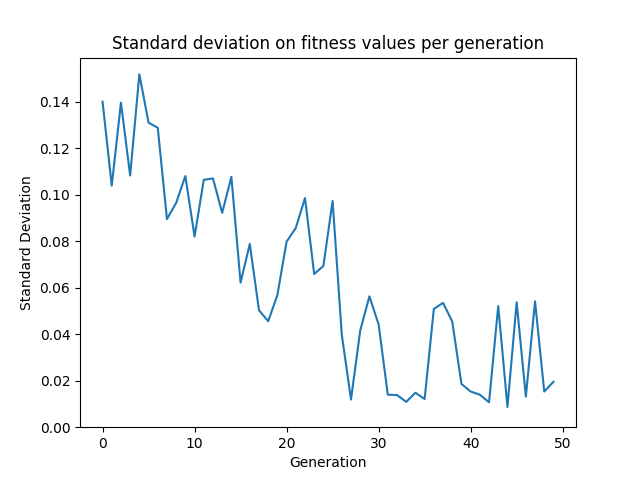 Standard deviation on fitness values per generation
Standard Deviation
0.14
0.12
0.10
0.08
0.06
0.04
0.02
0.00
0 10 20 30 40 50
Generation